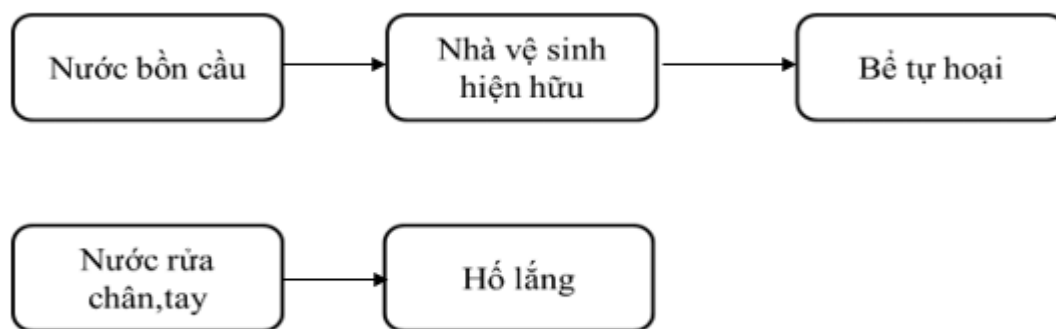 Nước bồn cầu
Nhà vệ sinh
hiện hữu
Bể tự hoại
Nước rửa
chân,tay
Hố lắng